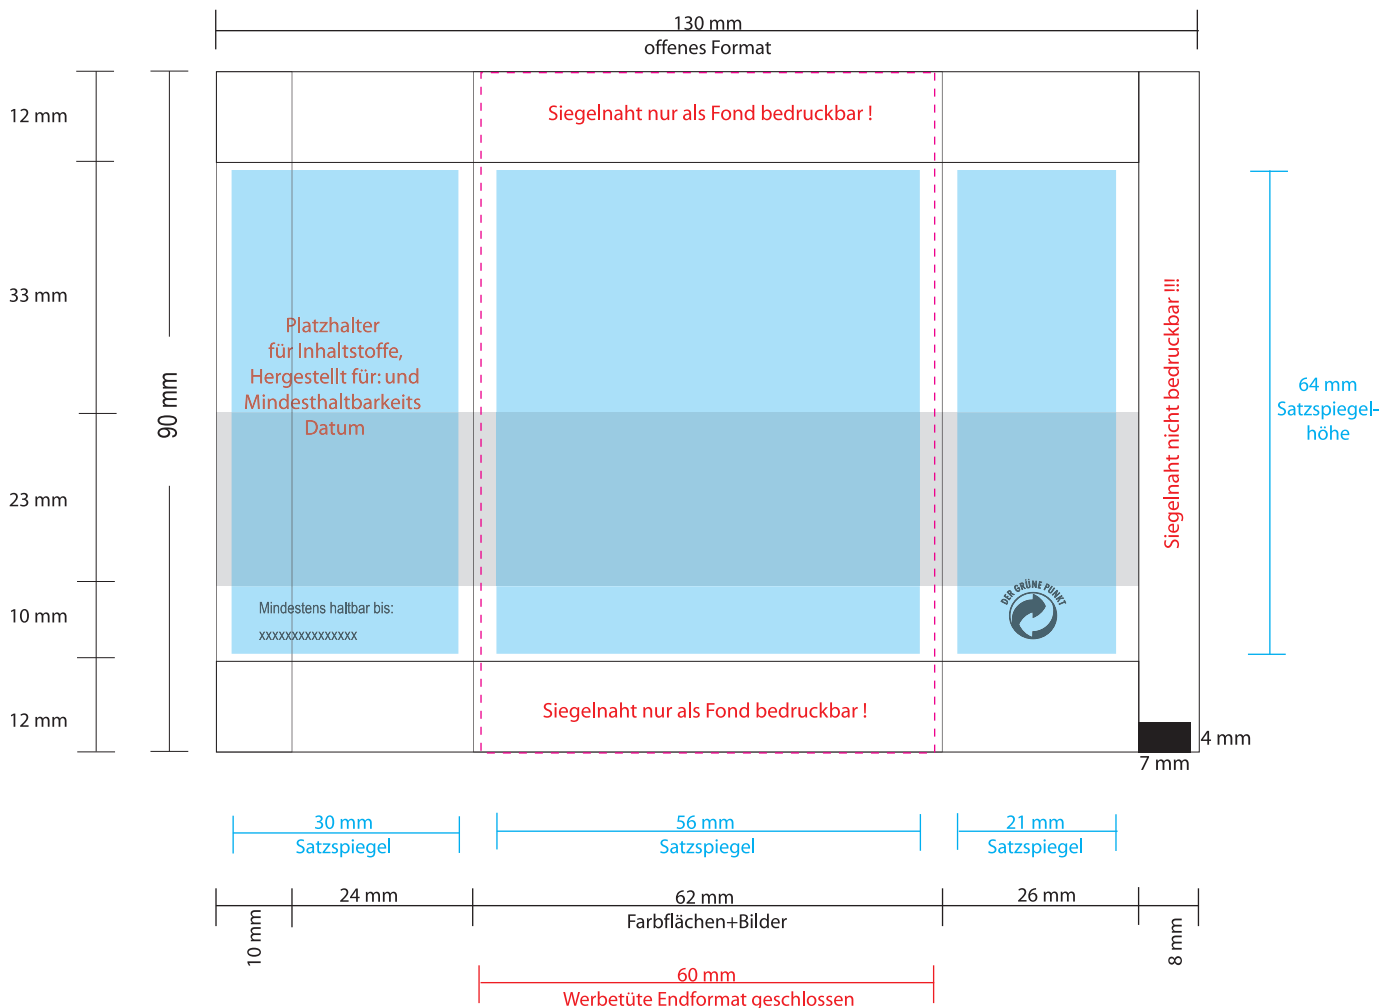 130 mm
offenes Format
12 mm
Siegelnaht nur als Fond bedruckbar !
33 mm
90 mm
Platzhalter
für Inhaltstoffe,
Hergestellt für: und
Mindesthaltbarkeits
Datum
Siegelnaht nicht bedruckbar !!!
64 mm
Satzspiegel-
höhe
23 mm
10 mm
Mindestens haltbar bis:
xxxxxxxxxxxxxxx
DER GRÜNE PUNKT
12 mm
Siegelnaht nur als Fond bedruckbar !
4 mm
7 mm
30 mm
Satzspiegel
56 mm
Satzspiegel
21 mm
Satzspiegel
10 mm
24 mm
62 mm
Farbflächen+Bilder
26 mm
8 mm
60 mm
Werbetüte Endformat geschlossen